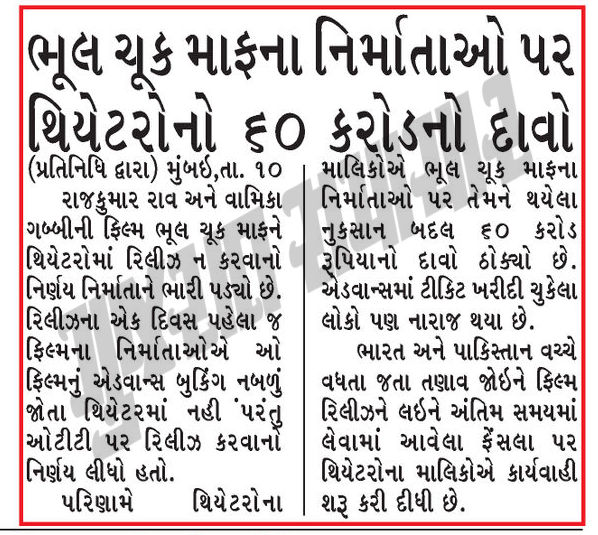 ભૂલ ચૂક માફના નિર્માતાઓ પર
થિયેટરોનો ૬૦ કરોડનો દાવો
(પ્રતિનિધિ દ્વારા) મુંબઇ,તા. ૧૦
રાજકુમાર રાવ અને વામિકા
ગબ્બીની ફિલ્મ ભૂલ ચૂક માફને
થિયેટરોમાં રિલીઝ ન કરવાનો
નિર્ણય નિર્માતાને ભારી પડ્યો છે.
રિલીઝના એક દિવસ પહેલા જ
ફિલ્મના નિર્માતાઓએ ઓ
ફિલ્મનું એડવાન્સ બુકિંગ નબળું
જોતા થિયેટરમાં નહીં પરંતુ
ઓટીટી પર રિલીઝ કરવાનો
નિર્ણય લીધો હતો.
પરિણામે થિયેટરોના
માલિકોએ ભૂલ ચૂક માફના
નિર્માતાઓ પર તેમને થયેલા
નુકસાન બદલ ૬૦ કરોડ
રૂપિયાનો દાવો ઠોક્યો છે.
એડવાન્સમાં ટીકિટ ખરીદી ચુકેલા
લોકો પણ નારાજ થયા છે.
ભારત અને પાકિસ્તાન વચ્ચે
વધતા જતા તણાવ જોઇને ફિલ્મ
રિલીઝને લઇને અંતિમ સમયમાં
લેવામાં આવેલા ફેંસલા પર
થિયેટરોના માલિકોએ કાર્યવાહી
શરૂ કરી દીધી છે.